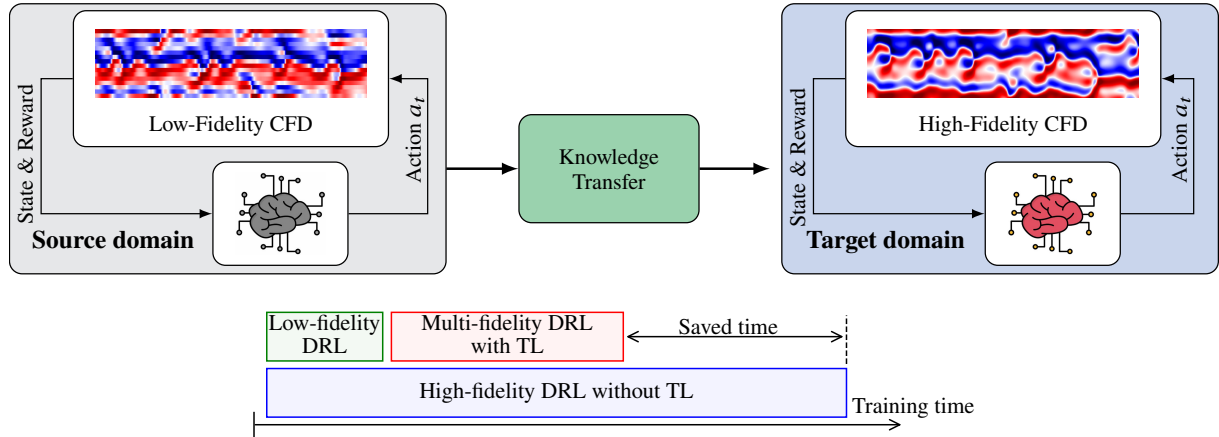 State & Reward
Low-Fidelity CFD
Action a_t
Source domain
Knowledge
Transfer
State & Reward
High-Fidelity CFD
Action a_t
Target domain
Low-fidelity
DRL
Multi-fidelity DRL
with TL
Saved time
High-fidelity DRL without TL
Training time